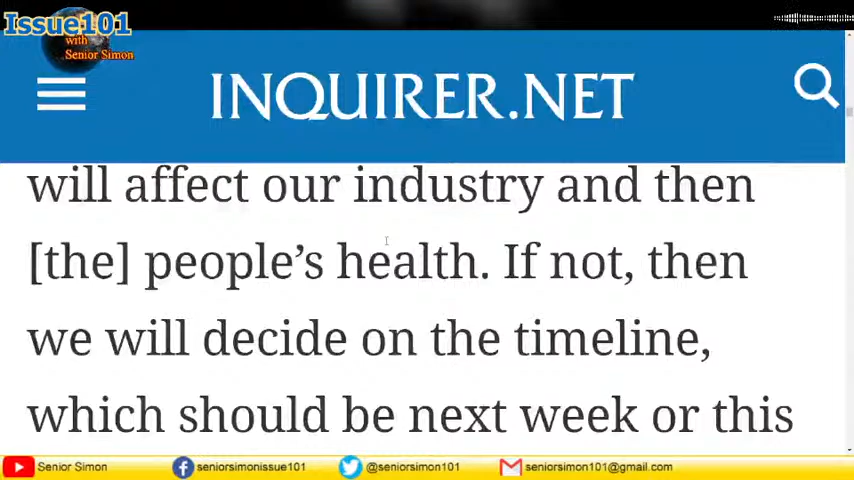 Issue101
with
Senior Simon
INQUIRER.NET
will affect our industry and then
[the] people’s health. If not, then
we will decide on the timeline,
which should be next week or this
Senior Simon
seniorsimonissue101
@seniorsimon101
seniorsimon101@gmail.com